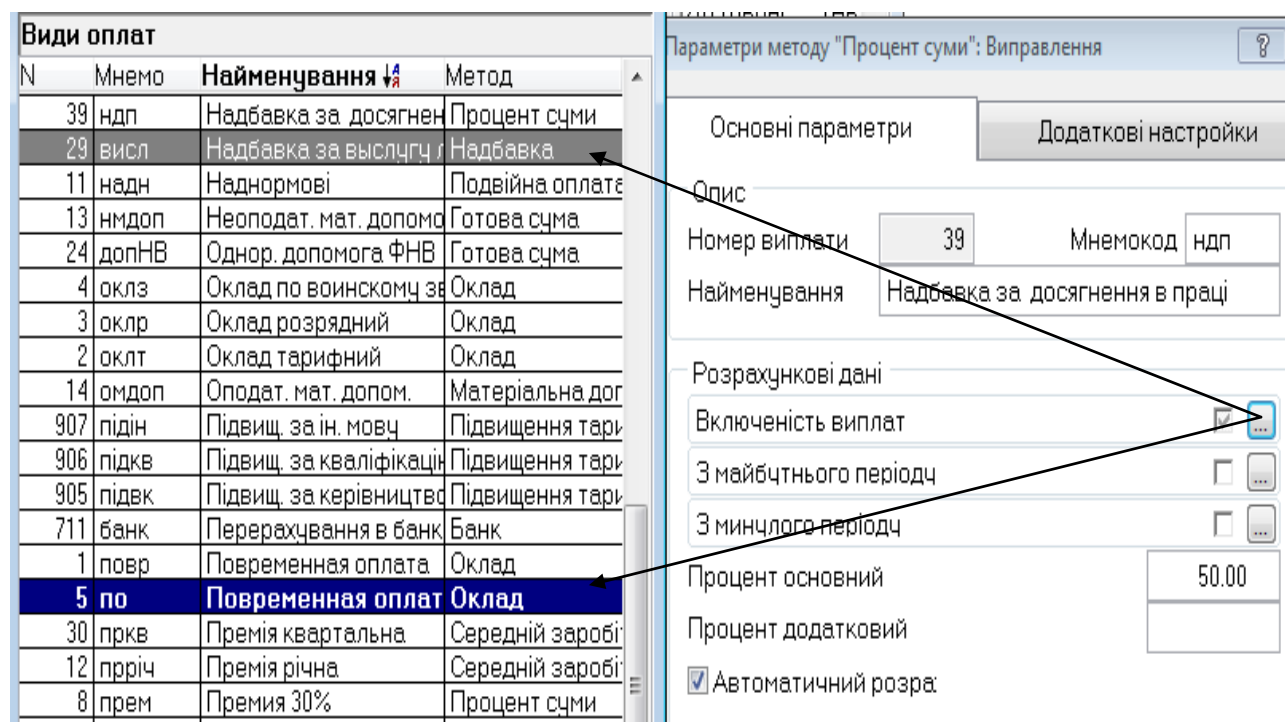 Види оплат
N Мнемо Найменування Метод
39 ндп Надбавка за досягнен Процент суми
29 висл Надбавка за выслугу л Надбавка
11 надн Наднормові Подвійна оплата
13 нмдоп Неоподат. мат. допомо Готова сума
24 допНВ Однор. допомога ФНВ Готова сума
4 оклз Оклад по воинскому зв Оклад
3 оклр Оклад розрядний Оклад
2 оклт Оклад тарифний Оклад
14 омдоп Оподат. мат. допом. Матеріальна доп
907 підін Підвищ. за ін. мову Підвищення тари
906 підкв Підвищ. за кваліфікацін Підвищення тари
905 підвк Підвищ. за керівництво Підвищення тари
711 банк Перерахування в банк Банк
1 повр Повременная оплата Оклад
5 по Повременная оплат Оклад
30 пркв Премія квартальна Середній заробі
12 прріч Премія річна Середній заробі
8 прем Премия 30% Процент суми
Параметри методу "Процент суми": Виправлення ?
Основні параметри Додаткові настройки
Опис
Номер виплати 39 Мнемокод ндп
Найменування Надбавка за досягнення в праці
Розрахункові дані
Включеність виплат ...
З майбутнього періоду ...
З минулого періоду ...
Процент основний 50.00
Процент додатковий
Автоматичний розра